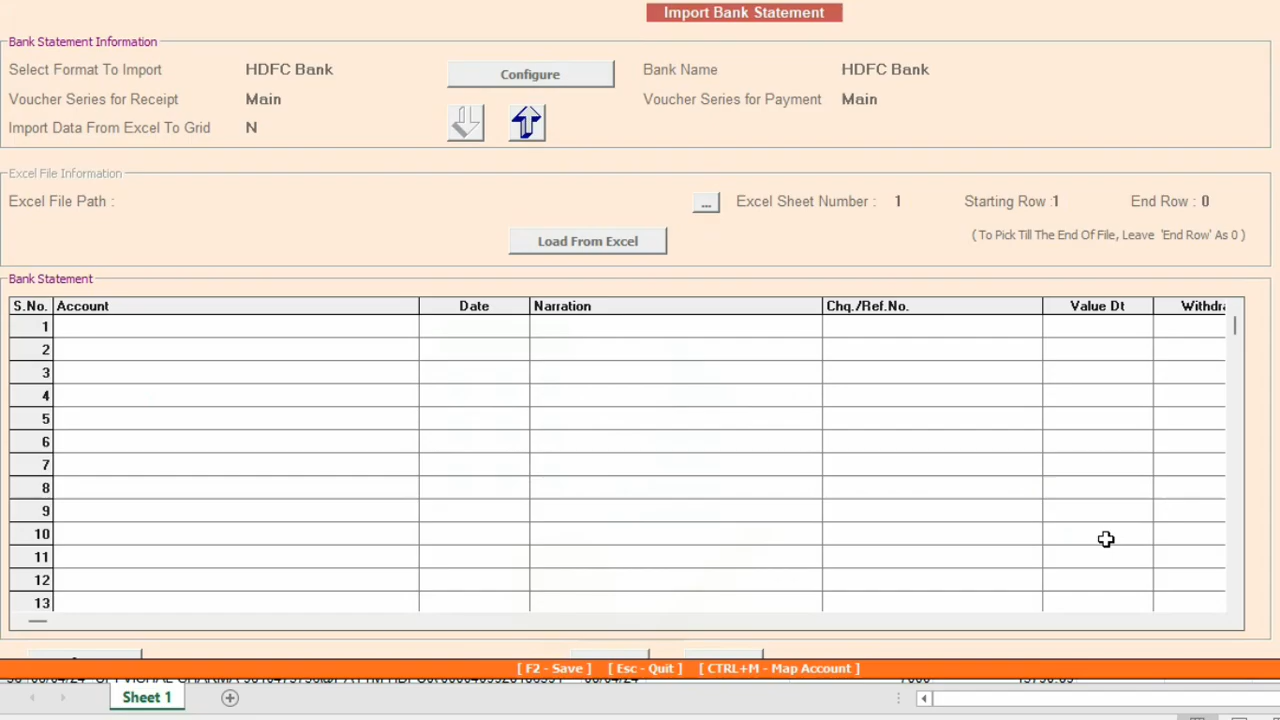 Import Bank Statement
Bank Statement Information
Select Format To Import HDFC Bank Configure Bank Name HDFC Bank
Voucher Series for Receipt Main Voucher Series for Payment Main
Import Data From Excel To Grid N
Excel File Information
Excel File Path : ... Excel Sheet Number : 1 Starting Row :1 End Row : 0
Load From Excel ( To Pick Till The End Of File, Leave 'End Row' As 0 )
Bank Statement
S.No. Account Date Narration Chq./Ref.No. Value Dt Withdra
1
2
3
4
5
6
7
8
9
10
11
12
13
[ F2 - Save ] [ Esc - Quit ] [ CTRL+M - Map Account ]
Sheet 1